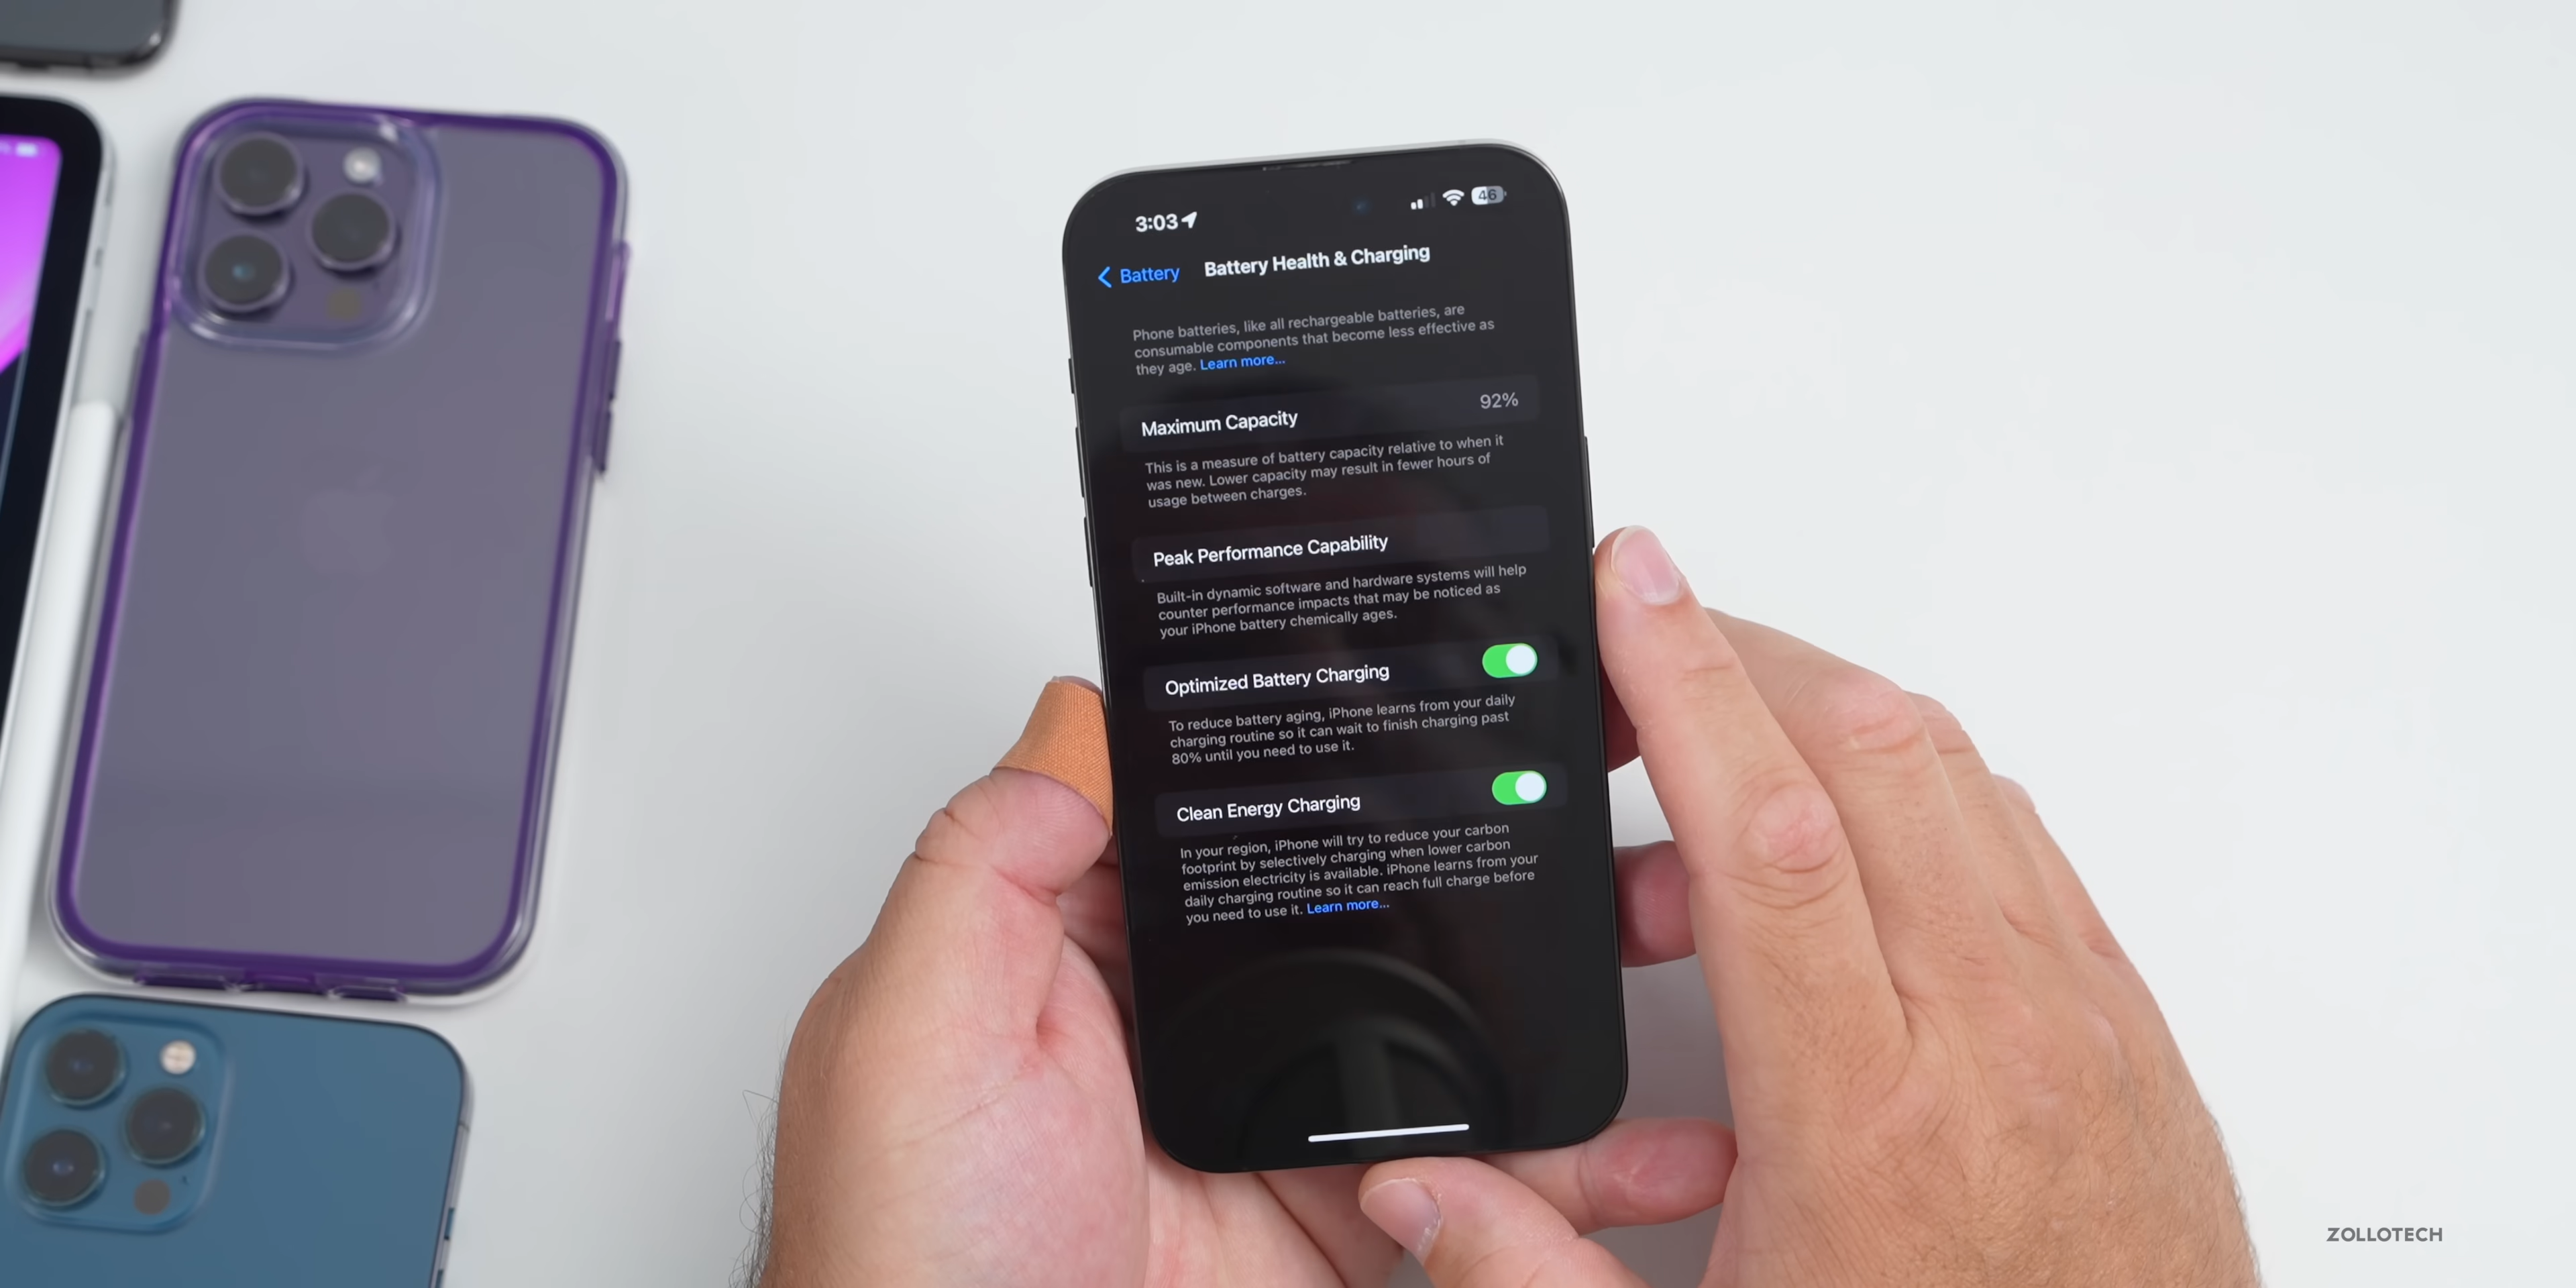 3:03
46
Battery
Battery Health & Charging
Phone batteries, like all rechargeable batteries, are
consumable components that become less effective as
they age. Learn more...
Maximum Capacity
92%
This is a measure of battery capacity relative to when it
was new. Lower capacity may result in fewer hours of
usage between charges.
Peak Performance Capability
Built-in dynamic software and hardware systems will help
counter performance impacts that may be noticed as
your iPhone battery chemically ages.
Optimized Battery Charging
To reduce battery aging, iPhone learns from your daily
charging routine so it can wait to finish charging past
80% until you need to use it.
Clean Energy Charging
In your region, iPhone will try to reduce your carbon
footprint by selectively charging when lower carbon
emission electricity is available. iPhone learns from your
daily charging routine so it can reach full charge before
you need to use it. Learn more...
ZOLLOTECH